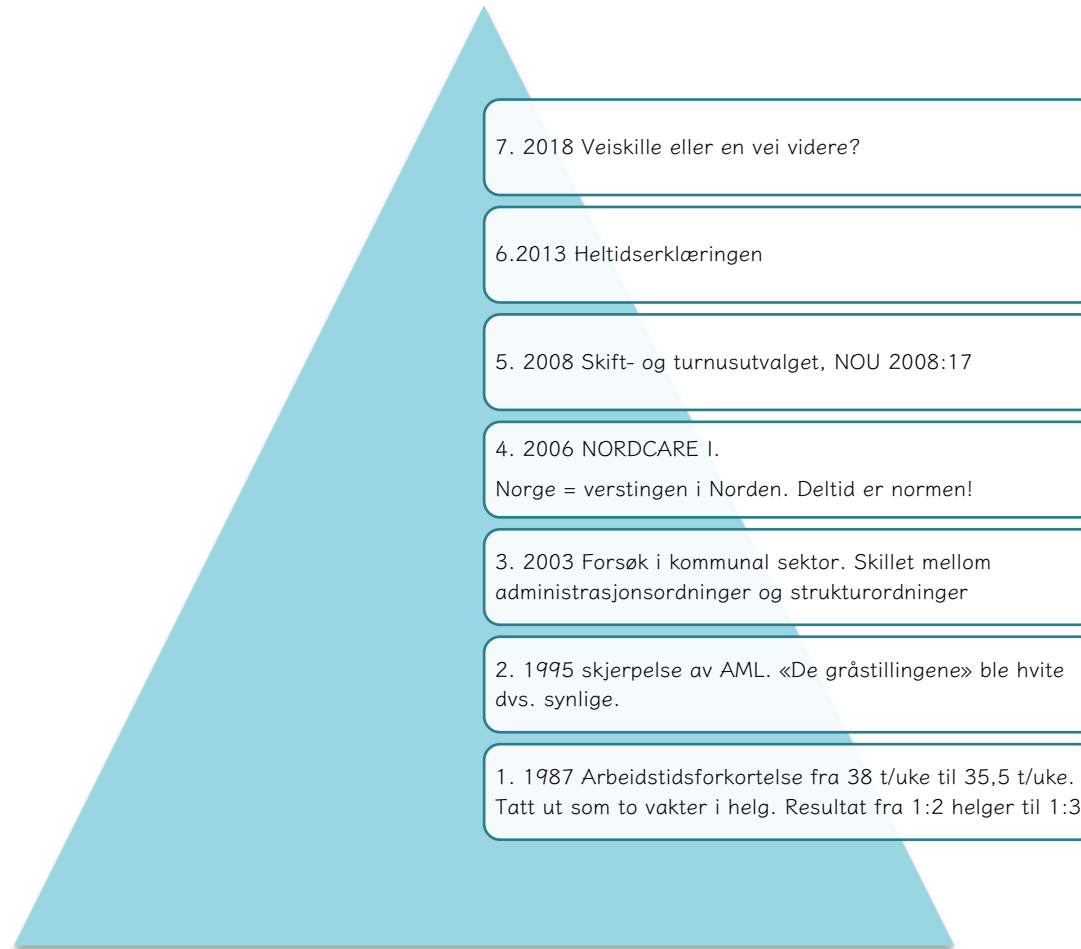 7. 2018 Veiskille eller en vei videre?
6.2013 Heltidserklæringen
5. 2008 Skift- og turnusutvalget, NOU 2008:17
4. 2006 NORDCARE I.
Norge = verstingen i Norden. Deltid er normen!
3. 2003 Forsøk i kommunal sektor. Skillet mellom
administrasjonsordninger og strukturordninger
2. 1995 skjerpelse av AML. «De gråstillingene» ble hvite
dvs. synlige.
1. 1987 Arbeidstidsforkortelse fra 38 t/uke til 35,5 t/uke.
Tatt ut som to vakter i helg. Resultat fra 1:2 helger til 1:3